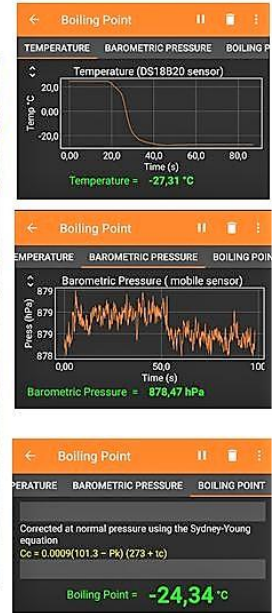 Boiling Point
TEMPERATURE BAROMETRIC PRESSURE BOILING P
Temperature (DS18B20 sensor)
Temp °C
20,0
0,00
-20,0
0,00 20,0 40,0 60,0 80,0
Time (s)
Temperature = -27,31 °C
Boiling Point
EMPERATURE BAROMETRIC PRESSURE BOILING POIN
Barometric Pressure ( mobile sensor)
Press (hPa)
879
879
879
878
0,00 50,0 100
Time (s)
Barometric Pressure = 878,47 hPa
Boiling Point
ERATURE BAROMETRIC PRESSURE BOILING POINT
Corrected at normal pressure using the Sydney-Young
equation
Cc = 0.0009(101.3 – Pk) (273 + tc)
Boiling Point = -24,34 °C